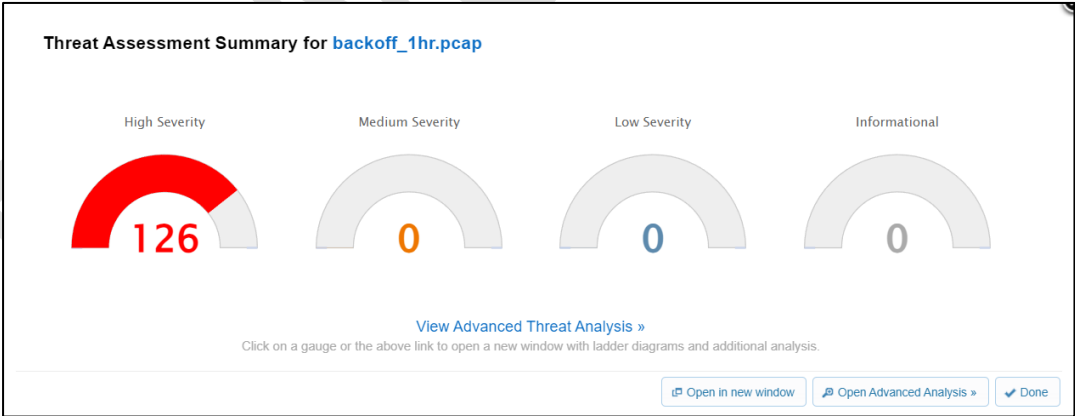 Threat Assessment Summary for backoff_1hr.pcap
High Severity
Medium Severity
Low Severity
Informational
126
0
0
0
View Advanced Threat Analysis »
Click on a gauge or the above link to open a new window with ladder diagrams and additional analysis.
Open in new window
Open Advanced Analysis »
Done